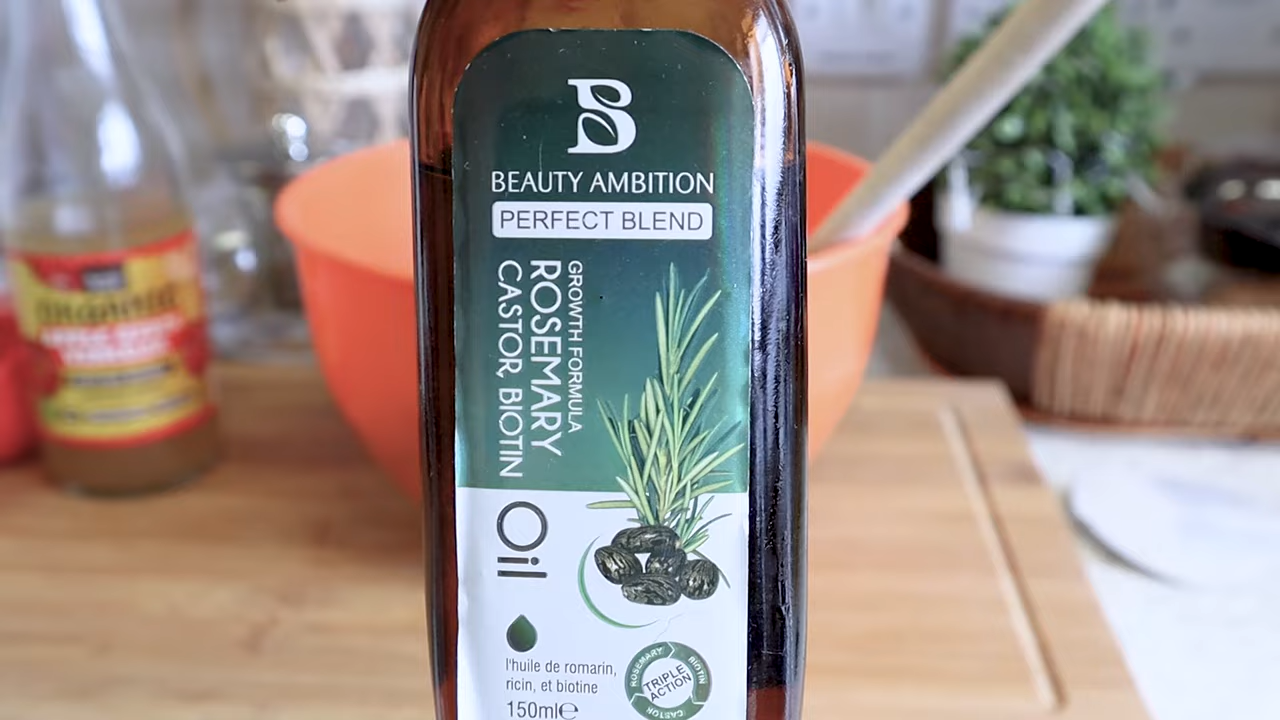 BEAUTY AMBITION
PERFECT BLEND
GROWTH FORMULA
ROSEMARY
CASTOR, BIOTIN
Oil
l'huile de romarin,
ricin, et biotine
150ml℮
ROSEMARY
BIOTIN
CASTOR
TRIPLE
ACTION